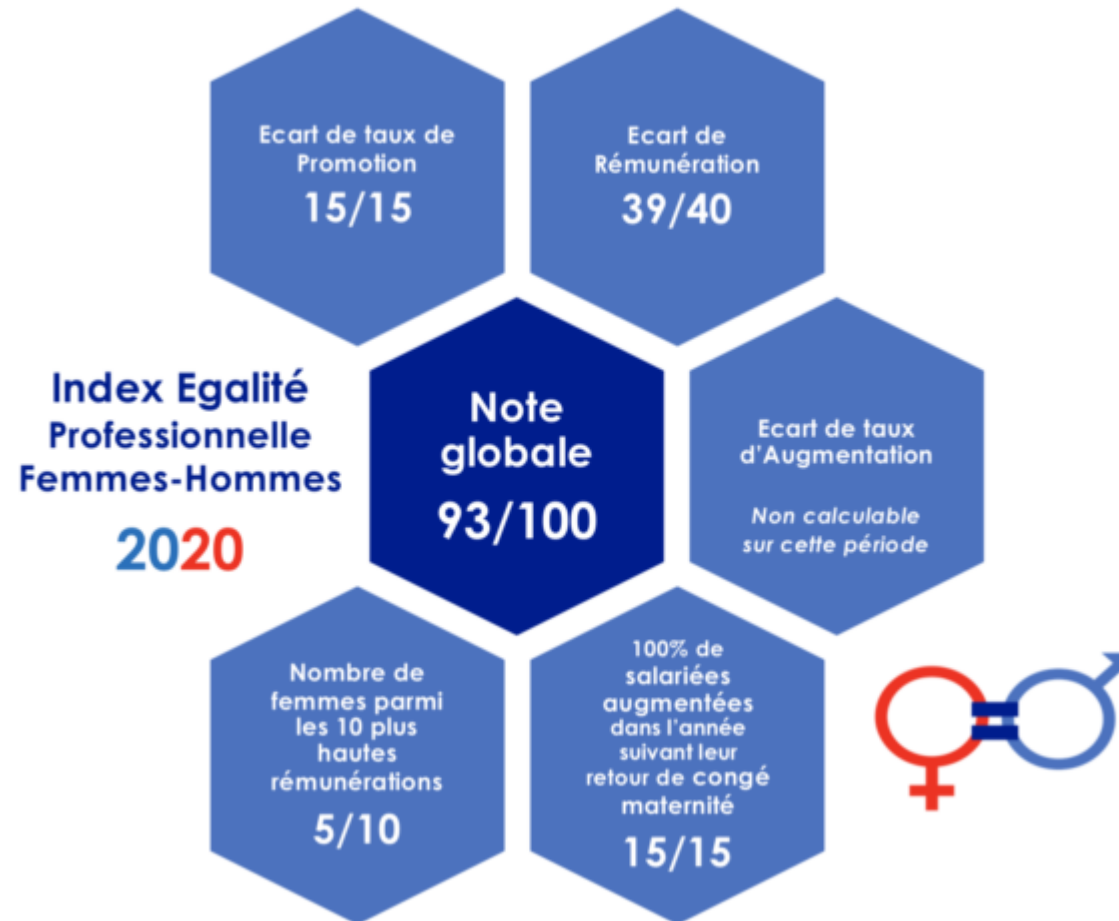 Ecart de taux de
Promotion
15/15
Ecart de
Rémunération
39/40
Index Egalité
Professionnelle
Femmes-Hommes
2020
Note
globale
93/100
Ecart de taux
d'Augmentation
Non calculable
sur cette période
Nombre de
femmes parmi
les 10 plus
hautes
rémunérations
5/10
100% de
salariées
augmentées
dans l'année
suivant leur
retour de congé
maternité
15/15